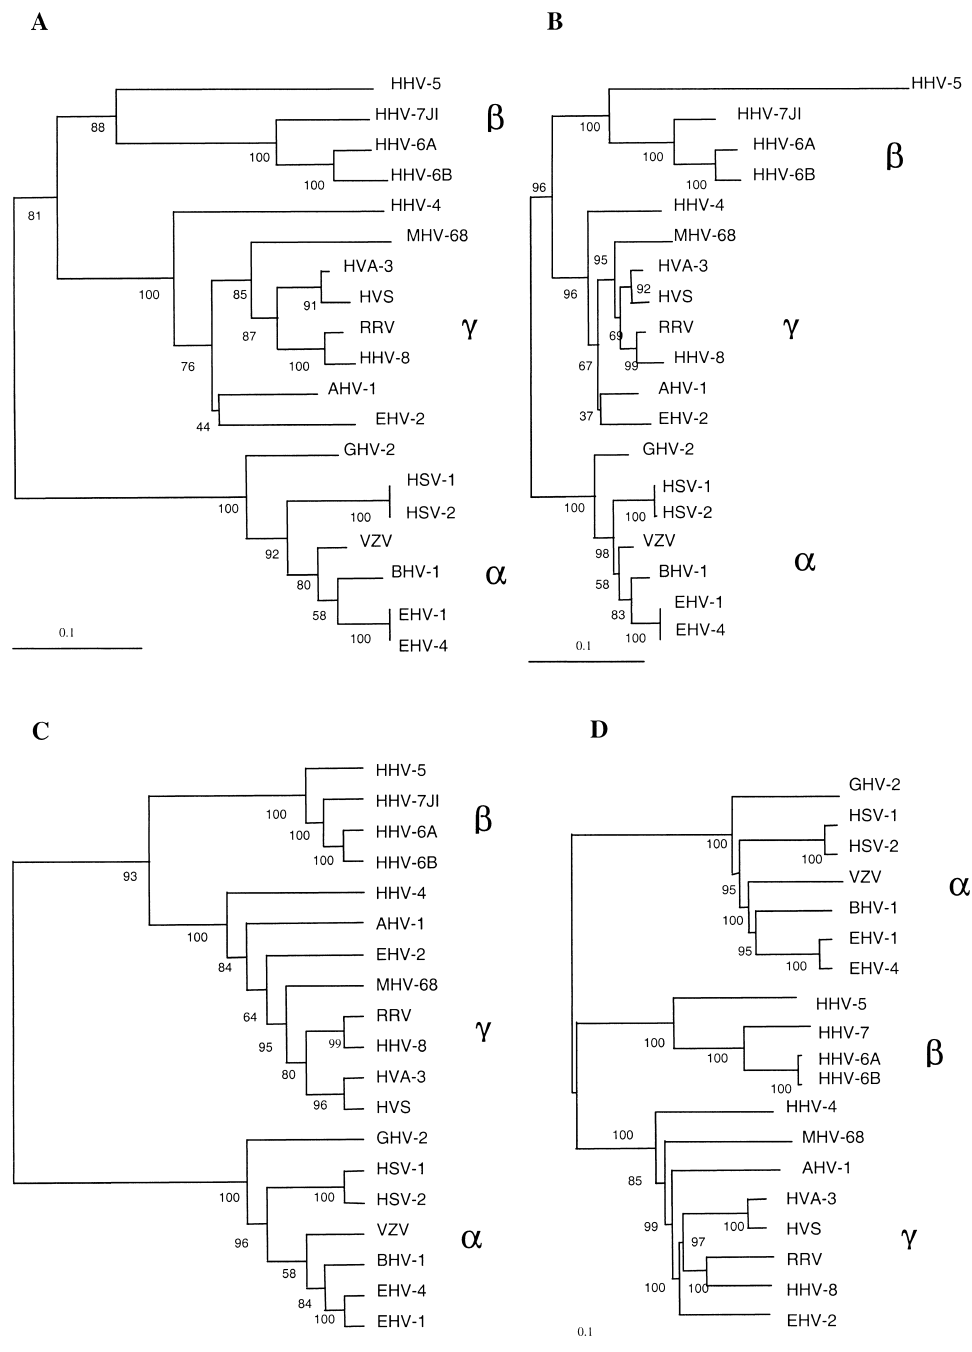 A
HHV-5
88
HHV-7JI
HHV-6A
100
HHV-6B
100
β
81
HHV-4
MHV-68
100
HVA-3
85
HVS
91
RRV
87
HHV-8
100
76
AHV-1
EHV-2
44
γ
GHV-2
HSV-1
100
HSV-2
100
VZV
92
BHV-1
80
EHV-1
58
100
EHV-4
α
0.1
B
HHV-5
100
HHV-7JI
HHV-6A
100
HHV-6B
100
β
96
HHV-4
MHV-68
95
HVA-3
96
92
HVS
RRV
69
HHV-8
99
67
AHV-1
37
EHV-2
γ
GHV-2
HSV-1
100
HSV-2
100
VZV
98
BHV-1
58
EHV-1
83
EHV-4
100
α
0.1
C
HHV-5
HHV-7JI
100
HHV-6A
100
HHV-6B
100
β
93
HHV-4
AHV-1
100
EHV-2
84
MHV-68
64
RRV
95
HHV-8
99
80
HVA-3
96
HVS
γ
GHV-2
HSV-1
100
100
HSV-2
VZV
96
BHV-1
58
EHV-4
84
EHV-1
100
α
D
GHV-2
HSV-1
100
HSV-2
100
VZV
95
BHV-1
100
EHV-1
95
EHV-4
100
α
HHV-5
HHV-7
100
HHV-6A
100
HHV-6B
100
β
HHV-4
100
MHV-68
AHV-1
85
HVA-3
99
HVS
100
97
RRV
100
HHV-8
100
EHV-2
γ
0.1